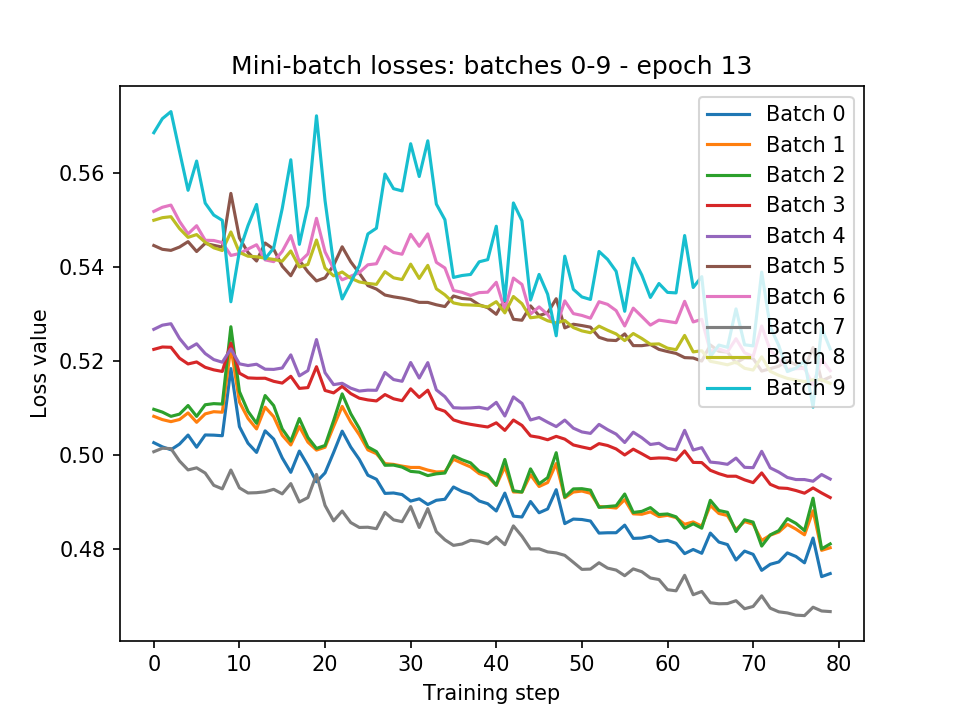 Mini-batch losses: batches 0-9 - epoch 13
Batch 0
Batch 1
Batch 2
Batch 3
Batch 4
Batch 5
Batch 6
Batch 7
Batch 8
Batch 9
0.56
0.54
0.52
0.50
0.48
Loss value
0 10 20 30 40 50 60 70 80
Training step